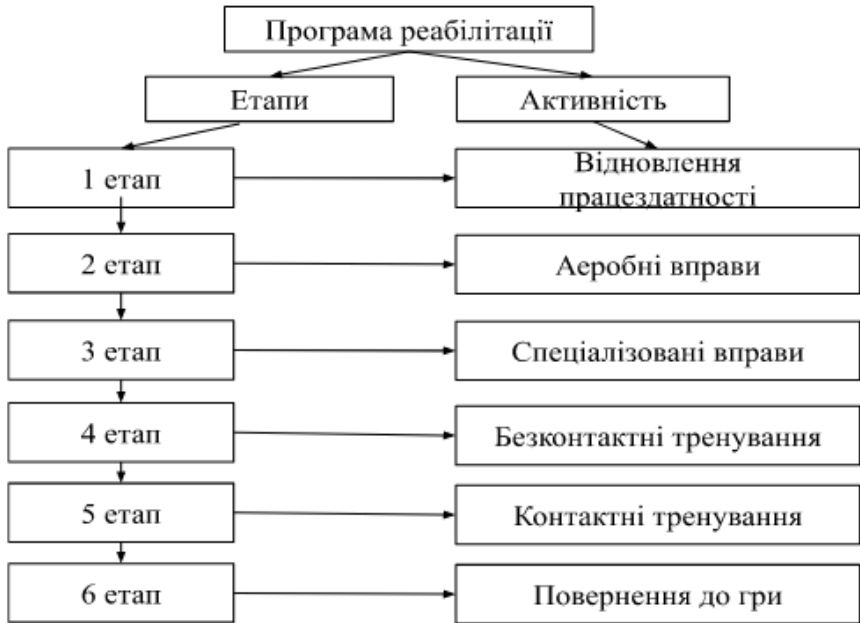 Програма реабілітації
Етапи
Активність
1 етап
Відновлення
працездатності
2 етап
Аеробні вправи
3 етап
Спеціалізовані вправи
4 етап
Безконтактні тренування
5 етап
Контактні тренування
6 етап
Повернення до гри